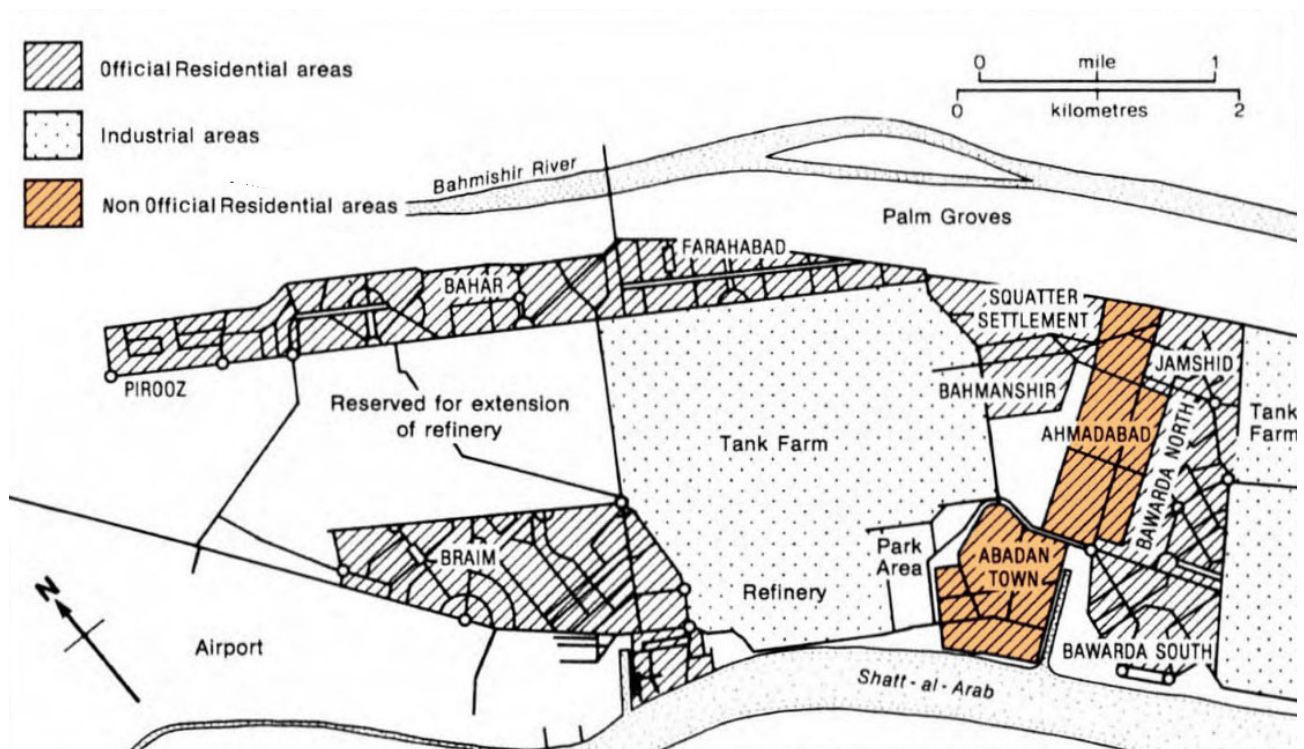 Official Residential areas
Industrial areas
Non Official Residential areas
0 mile 1
0 kilometres 2
Bahmishir River
Palm Groves
FARAHABAD
BAHAR
SQUATTER
SETTLEMENT
JAMSHID
PIROOZ
BAHMANSHIR
Reserved for extension
of refinery
Tank Farm
AHMADABAD
BAWARDA NORTH
Tank
Farm
BRAIM
Park
Area
ABADAN
TOWN
Refinery
N
Airport
BAWARDA SOUTH
Shatt-al-Arab